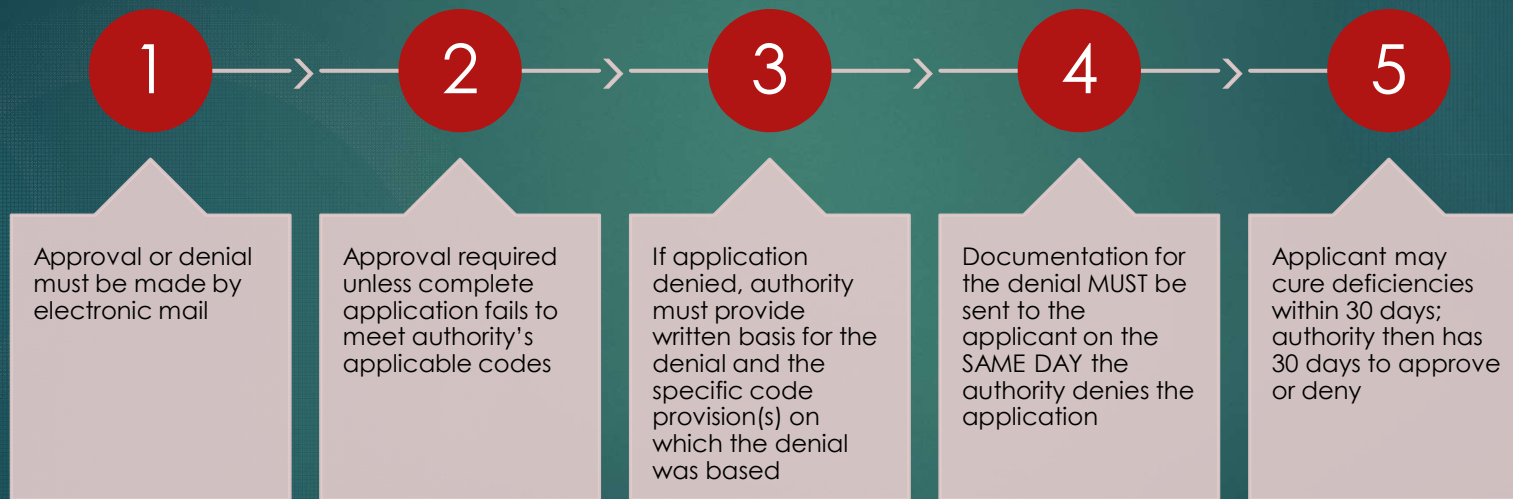 1
2
3
4
5
Approval or denial
must be made by
electronic mail
Approval required
unless complete
application fails to
meet authority’s
applicable codes
If application
denied, authority
must provide
written basis for the
denial and the
specific code
provision(s) on
which the denial
was based
Documentation for
the denial MUST be
sent to the
applicant on the
SAME DAY the
authority denies the
application
Applicant may
cure deficiencies
within 30 days;
authority then has
30 days to approve
or deny